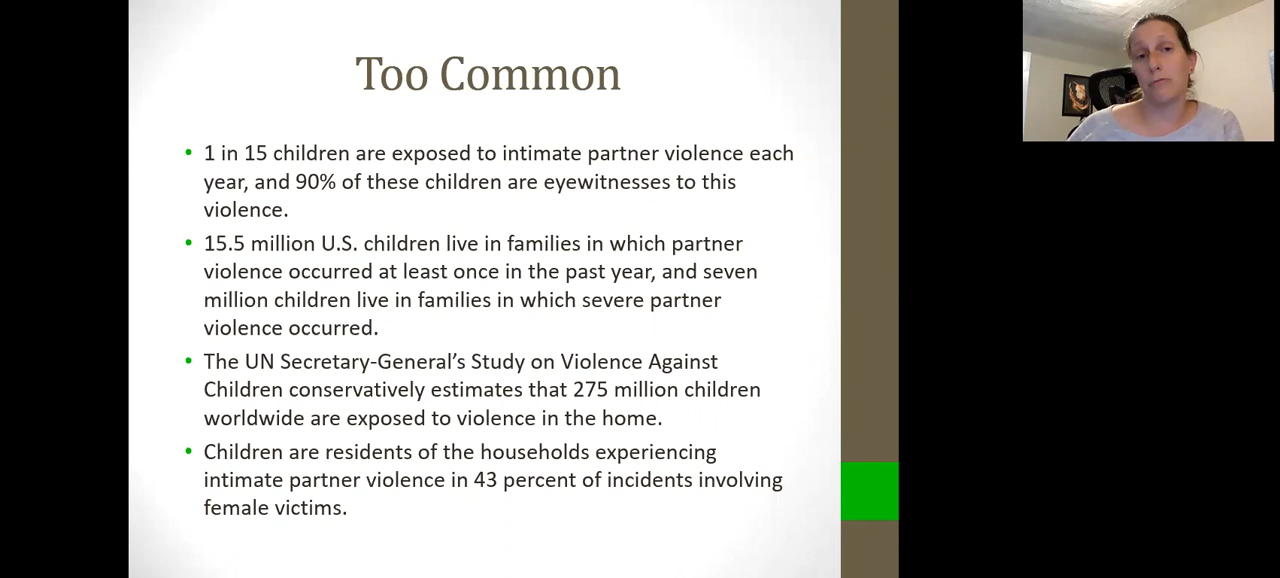 Too Common
• 1 in 15 children are exposed to intimate partner violence each
year, and 90% of these children are eyewitnesses to this
violence.
• 15.5 million U.S. children live in families in which partner
violence occurred at least once in the past year, and seven
million children live in families in which severe partner
violence occurred.
• The UN Secretary-General’s Study on Violence Against
Children conservatively estimates that 275 million children
worldwide are exposed to violence in the home.
• Children are residents of the households experiencing
intimate partner violence in 43 percent of incidents involving
female victims.